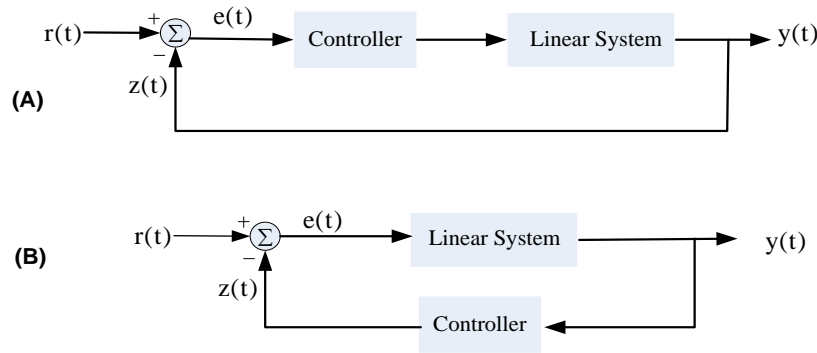 r(t) + Σ − e(t) Controller Linear System y(t)
z(t)
(A)
r(t) + Σ − e(t) Linear System y(t)
(B)
z(t) Controller